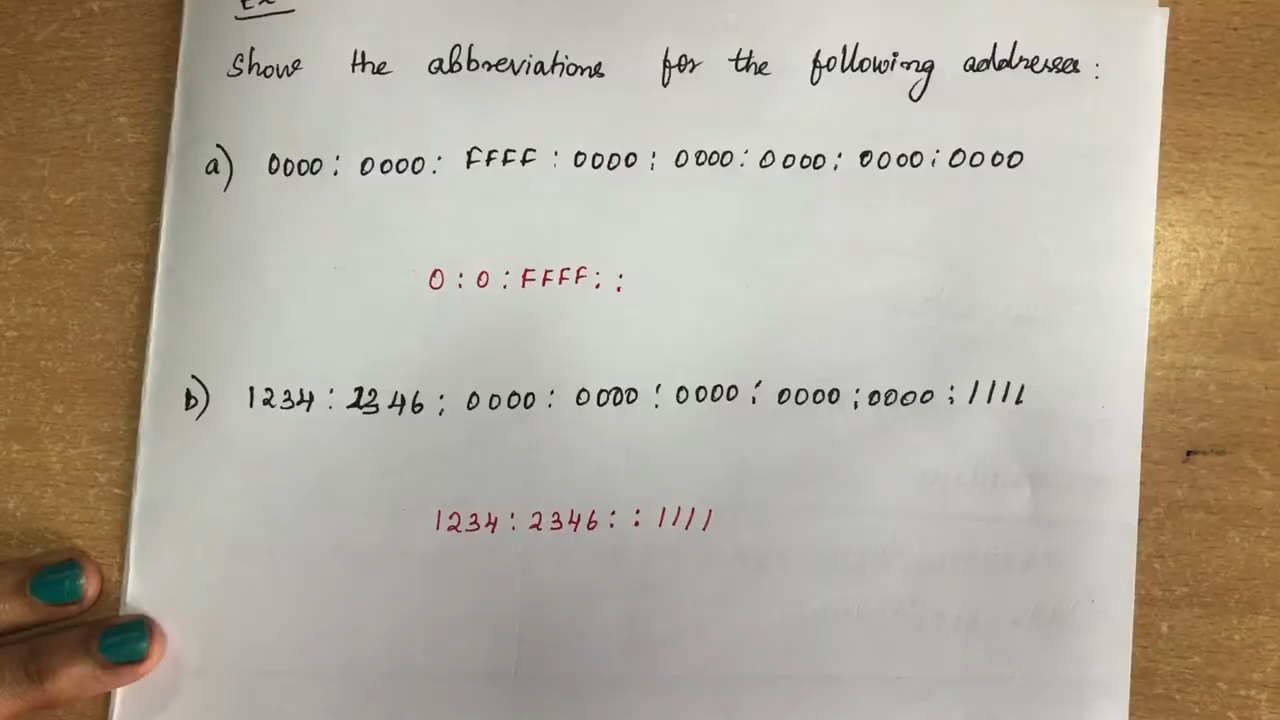 Ex
Show the abbreviations for the following addresses:
a) 0000:0000:FFFF:0000:0000:0000:0000:0000
0:0:FFFF::
b) 1234:2346:0000:0000:0000:0000:0000:1111
1234:2346::1111